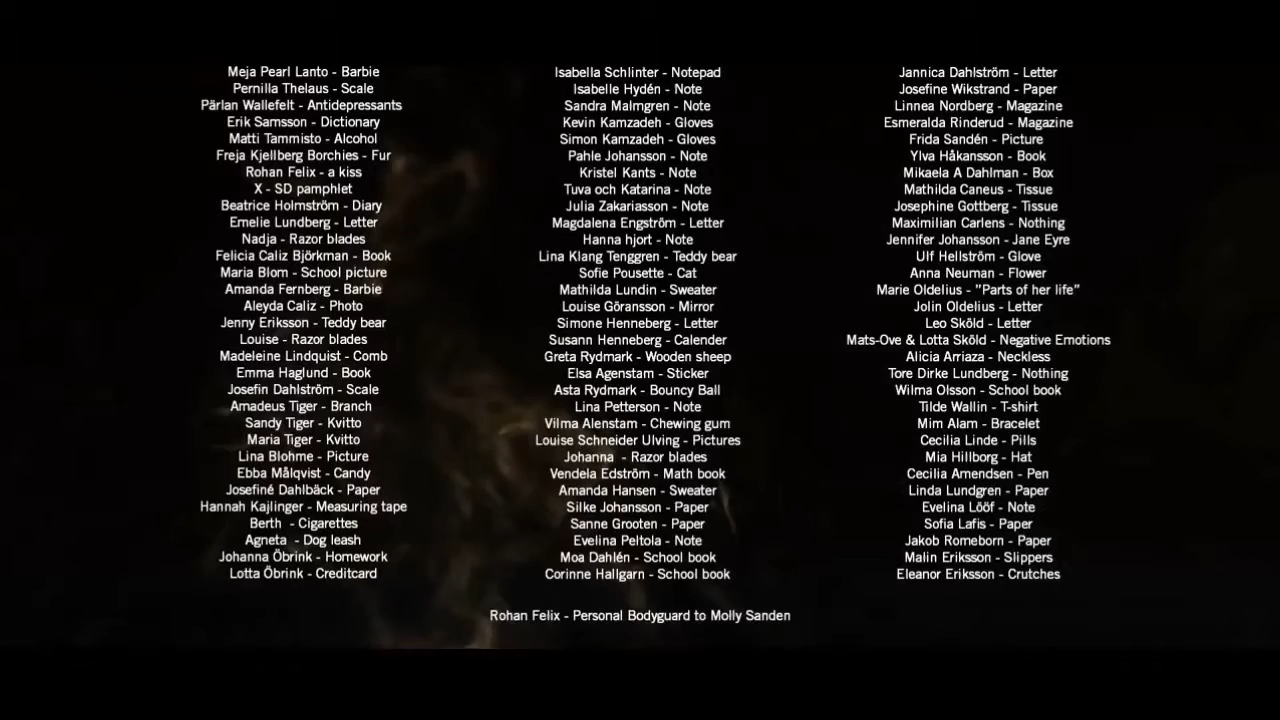 Meja Pearl Lanto - Barbie
Pernilla Thelaus - Scale
Pärlan Wallefelt - Antidepressants
Erik Samsson - Dictionary
Matti Tammisto - Alcohol
Freja Kjellberg Borchies - Fur
Rohan Felix - a kiss
X - SD pamphlet
Beatrice Holmström - Diary
Emelie Lundberg - Letter
Nadja - Razor blades
Felicia Caliz Björkman - Book
Maria Blom - School picture
Amanda Fernberg - Barbie
Aleyda Caliz - Photo
Jenny Eriksson - Teddy bear
Louise - Razor blades
Madeleine Lindquist - Comb
Emma Haglund - Book
Josefin Dahlström - Scale
Amadeus Tiger - Branch
Sandy Tiger - Kvitto
Maria Tiger - Kvitto
Lina Blohme - Picture
Ebba Målqvist - Candy
Josefiné Dahlbäck - Paper
Hannah Kajlinger - Measuring tape
Berth  - Cigarettes
Agneta  - Dog leash
Johanna Öbrink - Homework
Lotta Öbrink - Creditcard
Isabella Schlinter - Notepad
Isabelle Hydén - Note
Sandra Malmgren - Note
Kevin Kamzadeh - Gloves
Simon Kamzadeh - Gloves
Pahle Johansson - Note
Kristel Kants - Note
Tuva och Katarina - Note
Julia Zakariasson - Note
Magdalena Engström - Letter
Hanna hjort - Note
Lina Klang Tenggren - Teddy bear
Sofie Pousette - Cat
Mathilda Lundin - Sweater
Louise Göransson - Mirror
Simone Henneberg - Letter
Susann Henneberg - Calender
Greta Rydmark - Wooden sheep
Elsa Agenstam - Sticker
Asta Rydmark - Bouncy Ball
Lina Petterson - Note
Vilma Alenstam - Chewing gum
Louise Schneider Ulving - Pictures
Johanna  - Razor blades
Vendela Edström - Math book
Amanda Hansen - Sweater
Silke Johansson - Paper
Sanne Grooten - Paper
Evelina Peltola - Note
Moa Dahlén - School book
Corinne Hallgarn - School book
Jannica Dahlström - Letter
Josefine Wikstrand - Paper
Linnea Nordberg - Magazine
Esmeralda Rinderud - Magazine
Frida Sandén - Picture
Ylva Håkansson - Book
Mikaela A Dahlman - Box
Mathilda Caneus - Tissue
Josephine Gottberg - Tissue
Maximilian Carlens - Nothing
Jennifer Johansson - Jane Eyre
Ulf Hellström - Glove
Anna Neuman - Flower
Marie Oldelius - "Parts of her life"
Jolin Oldelius - Letter
Leo Sköld - Letter
Mats-Ove & Lotta Sköld - Negative Emotions
Alicia Arriaza - Neckless
Tore Dirke Lundberg - Nothing
Wilma Olsson - School book
Tilde Wallin - T-shirt
Mim Alam - Bracelet
Cecilia Linde - Pills
Mia Hillborg - Hat
Cecilia Amendsen - Pen
Linda Lundgren - Paper
Evelina Lööf - Note
Sofia Lafis - Paper
Jakob Romeborn - Paper
Malin Eriksson - Slippers
Eleanor Eriksson - Crutches
Rohan Felix - Personal Bodyguard to Molly Sanden